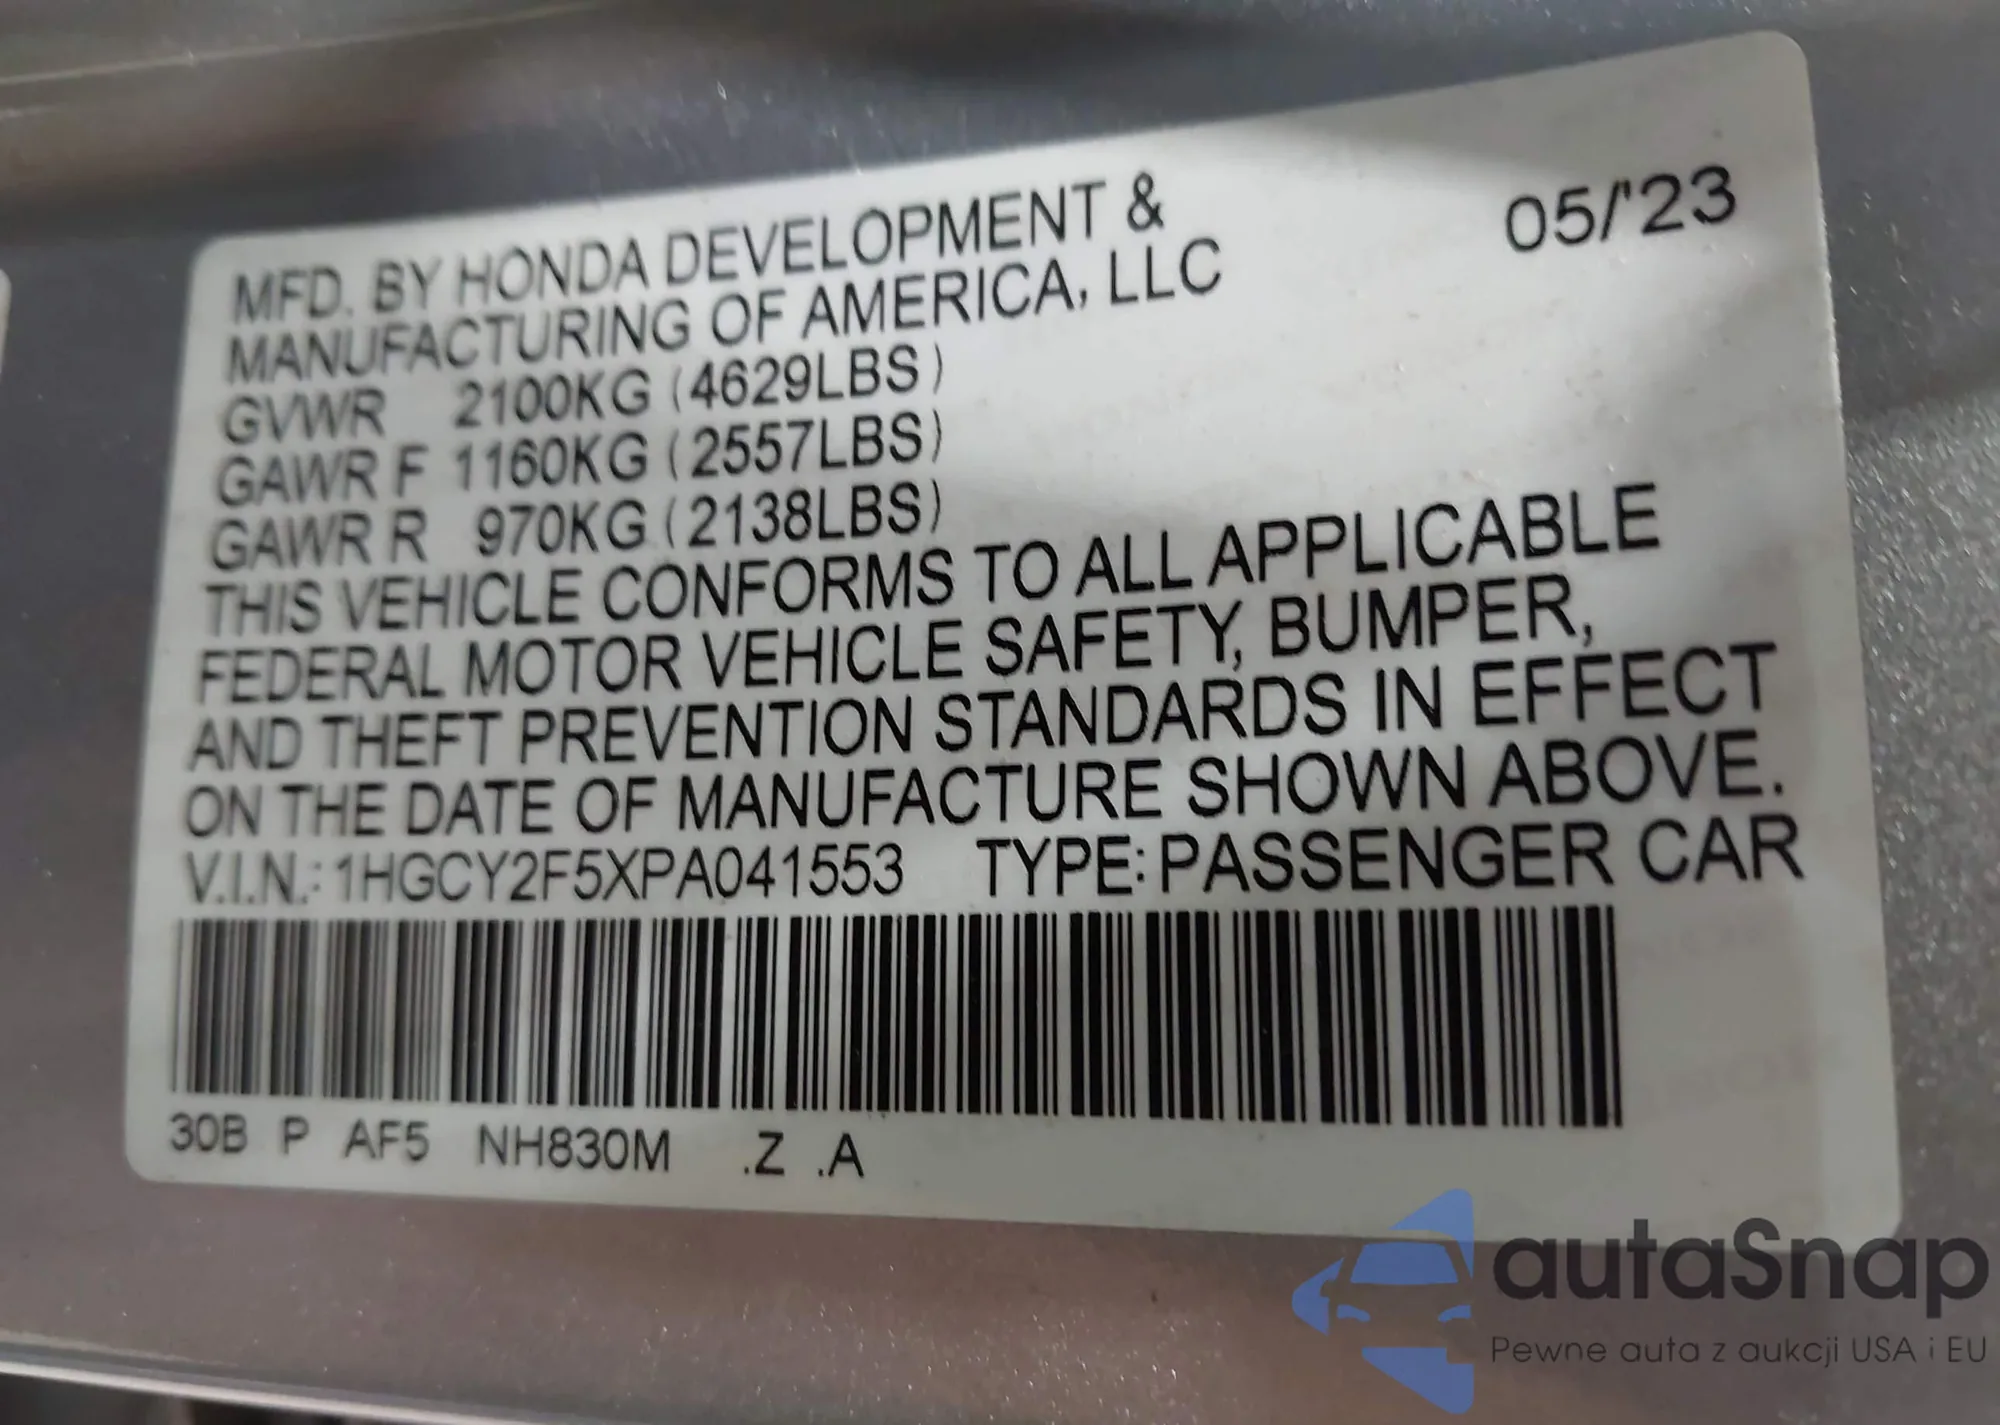 MFD. BY HONDA DEVELOPMENT &
MANUFACTURING OF AMERICA, LLC
05/'23
GVWR 2100KG (4629LBS)
GAWR F 1160KG (2557LBS)
GAWR R 970KG (2138LBS)
THIS VEHICLE CONFORMS TO ALL APPLICABLE
FEDERAL MOTOR VEHICLE SAFETY, BUMPER,
AND THEFT PREVENTION STANDARDS IN EFFECT
ON THE DATE OF MANUFACTURE SHOWN ABOVE.
V.I.N.: 1HGCY2F5XPA041553 TYPE: PASSENGER CAR
30B P AF5 NH830M .Z .A
autaSnap
Pewne auta z aukcji USA i EU